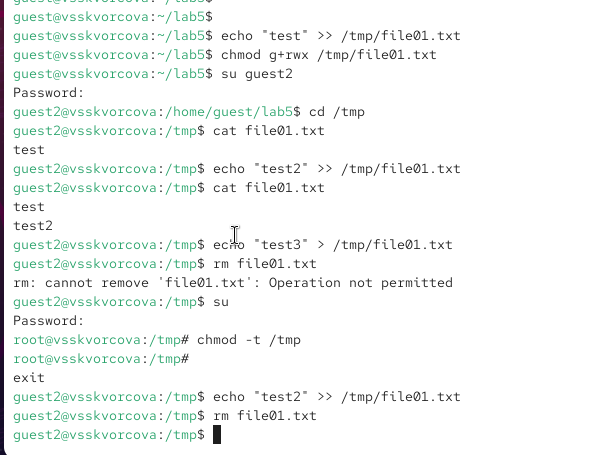 guest@vsskvorcova:~/lab5$
guest@vsskvorcova:~/lab5$
guest@vsskvorcova:~/lab5$ echo "test" >> /tmp/file01.txt
guest@vsskvorcova:~/lab5$ chmod g+rwx /tmp/file01.txt
guest@vsskvorcova:~/lab5$ su guest2
Password:
guest2@vsskvorcova:/home/guest/lab5$ cd /tmp
guest2@vsskvorcova:/tmp$ cat file01.txt
test
guest2@vsskvorcova:/tmp$ echo "test2" >> /tmp/file01.txt
guest2@vsskvorcova:/tmp$ cat file01.txt
test
test2
guest2@vsskvorcova:/tmp$ echo "test3" > /tmp/file01.txt
guest2@vsskvorcova:/tmp$ rm file01.txt
rm: cannot remove 'file01.txt': Operation not permitted
guest2@vsskvorcova:/tmp$ su
Password:
root@vsskvorcova:/tmp# chmod -t /tmp
root@vsskvorcova:/tmp#
exit
guest2@vsskvorcova:/tmp$ echo "test2" >> /tmp/file01.txt
guest2@vsskvorcova:/tmp$ rm file01.txt
guest2@vsskvorcova:/tmp$